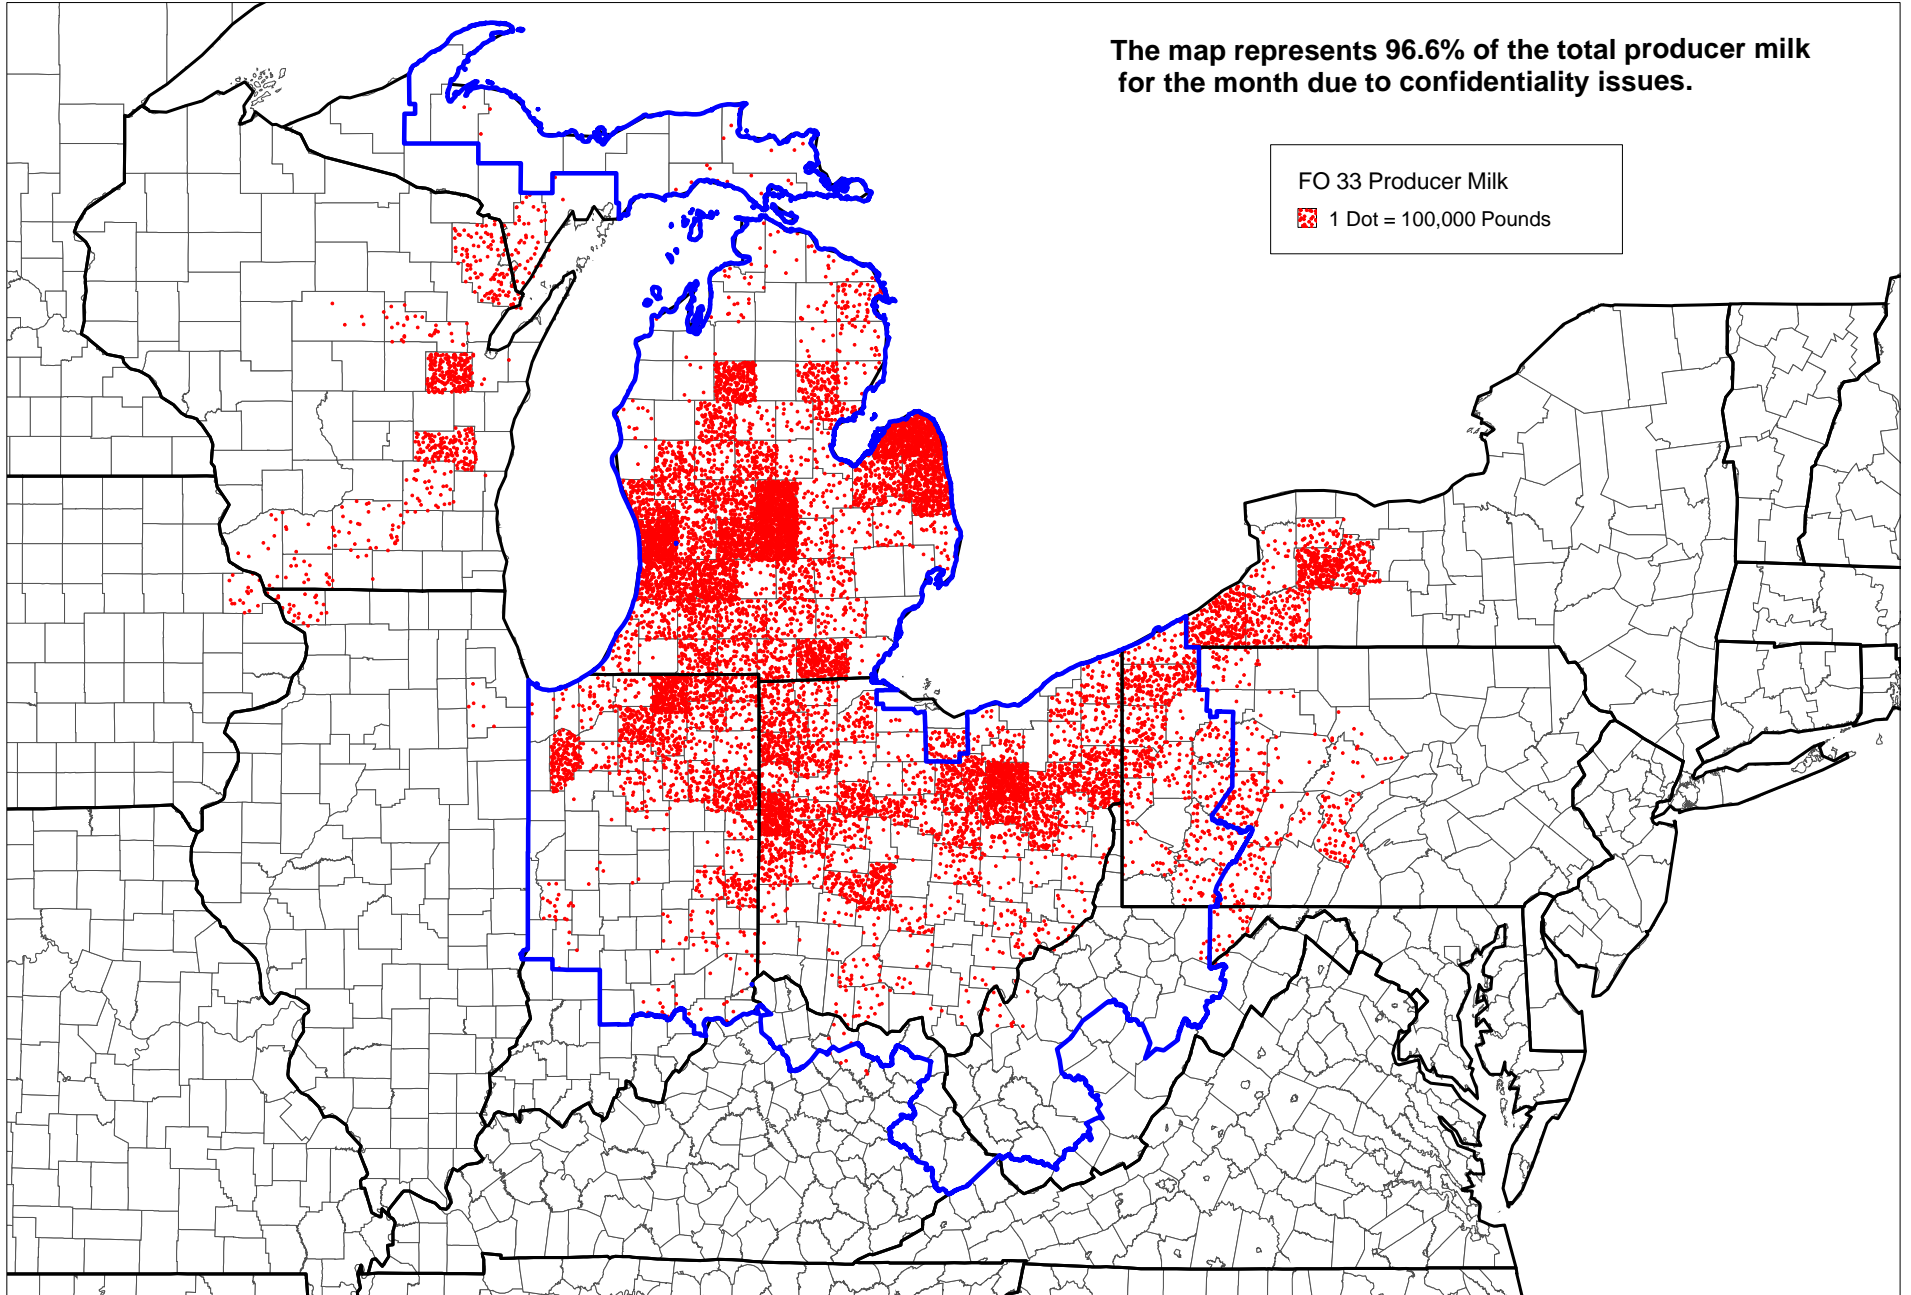 The map represents 96.6% of the total producer milk
for the month due to confidentiality issues.
FO 33 Producer Milk
1 Dot = 100,000 Pounds